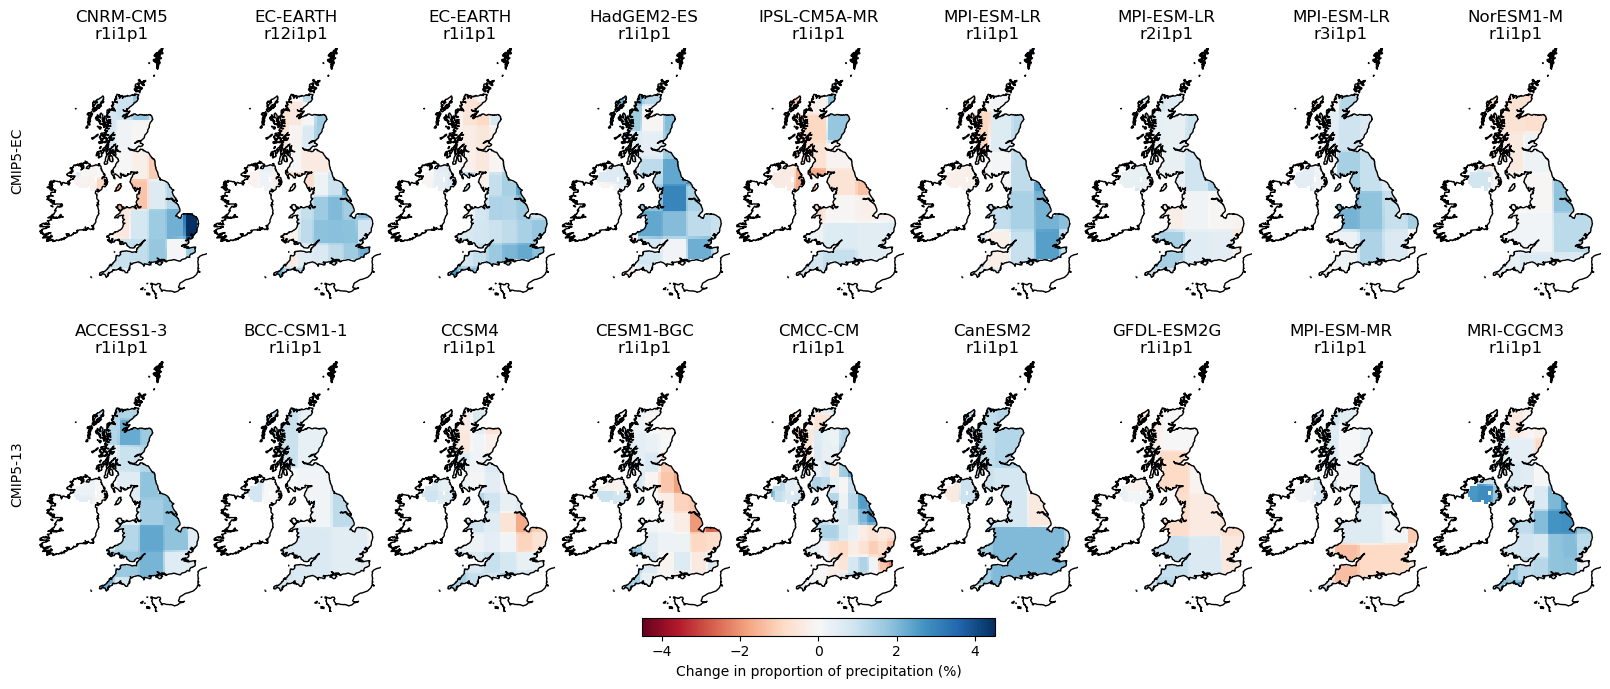 CNRM-CM5 EC-EARTH EC-EARTH HadGEM2-ES IPSL-CM5A-MR MPI-ESM-LR MPI-ESM-LR MPI-ESM-LR NorESM1-M
r1i1p1 r12i1p1 r1i1p1 r1i1p1 r1i1p1 r1i1p1 r2i1p1 r3i1p1 r1i1p1
CMIP5-EC
ACCESS1-3 BCC-CSM1-1 CCSM4 CESM1-BGC CMCC-CM CanESM2 GFDL-ESM2G MPI-ESM-MR MRI-CGCM3
r1i1p1 r1i1p1 r1i1p1 r1i1p1 r1i1p1 r1i1p1 r1i1p1 r1i1p1 r1i1p1
CMIP5-13
−4 −2 0 2 4
Change in proportion of precipitation (%)